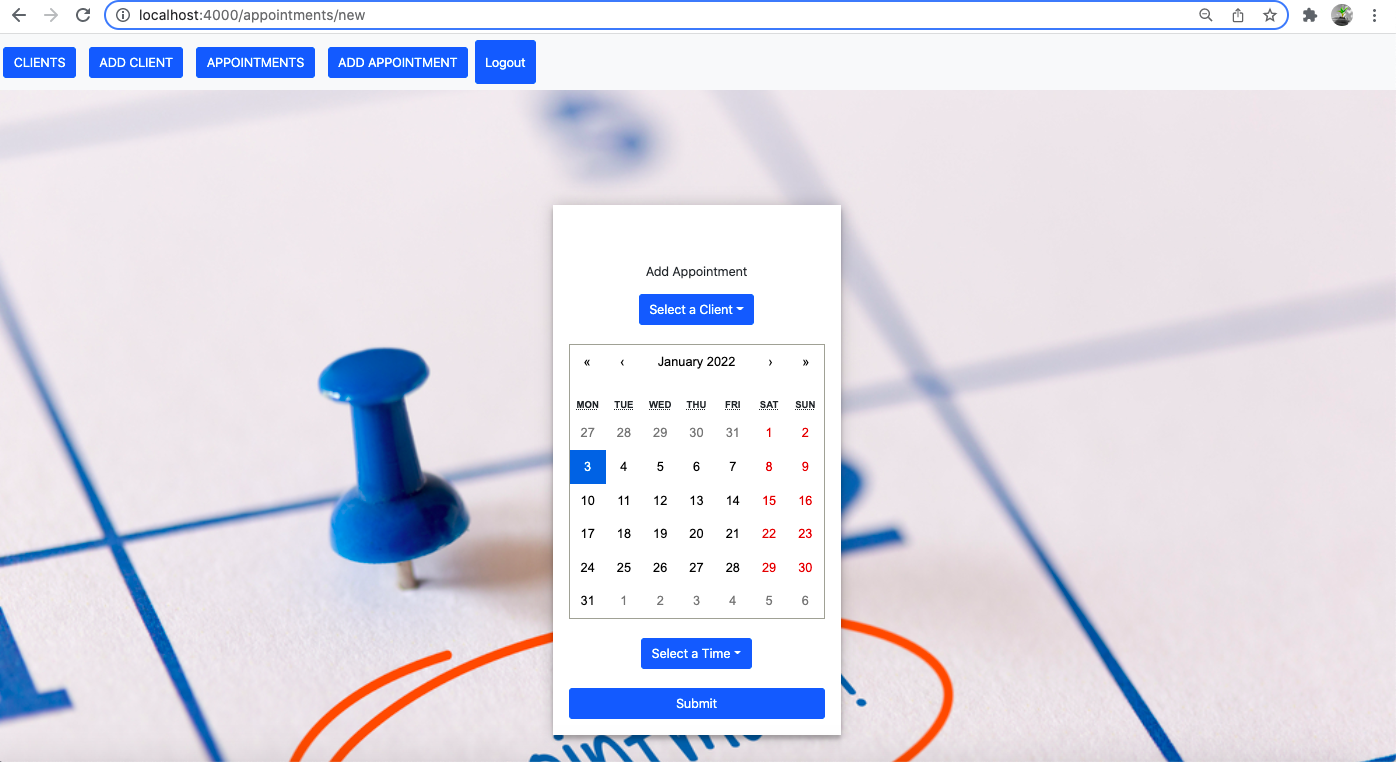 localhost:4000/appointments/new
CLIENTS ADD CLIENT APPOINTMENTS ADD APPOINTMENT Logout
Add Appointment
Select a Client
« ‹ January 2022 › »
MON TUE WED THU FRI SAT SUN
27 28 29 30 31 1 2
3 4 5 6 7 8 9
10 11 12 13 14 15 16
17 18 19 20 21 22 23
24 25 26 27 28 29 30
31 1 2 3 4 5 6
Select a Time
Submit